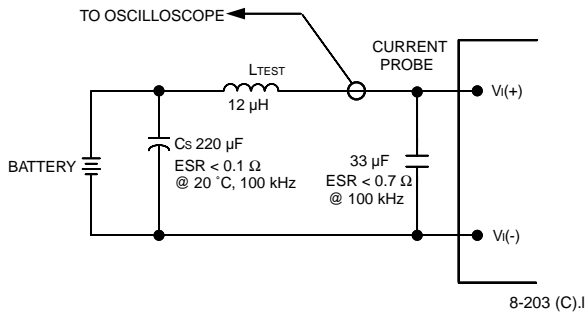 TO OSCILLOSCOPE
CURRENT
PROBE
LTEST
12 µH
VI(+)
CS 220 µF
ESR < 0.1 Ω
@ 20 ˚C, 100 kHz
BATTERY
33 µF
ESR < 0.7 Ω
@ 100 kHz
VI(-)
8-203 (C).l